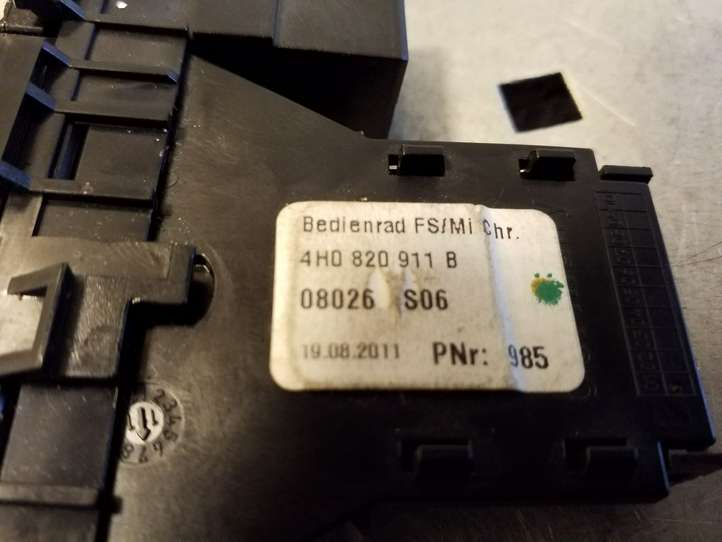 Bedienrad FS/Mi Chr.
4H0 820 911 B
08026 S06
19.08.2011 PNr: 985